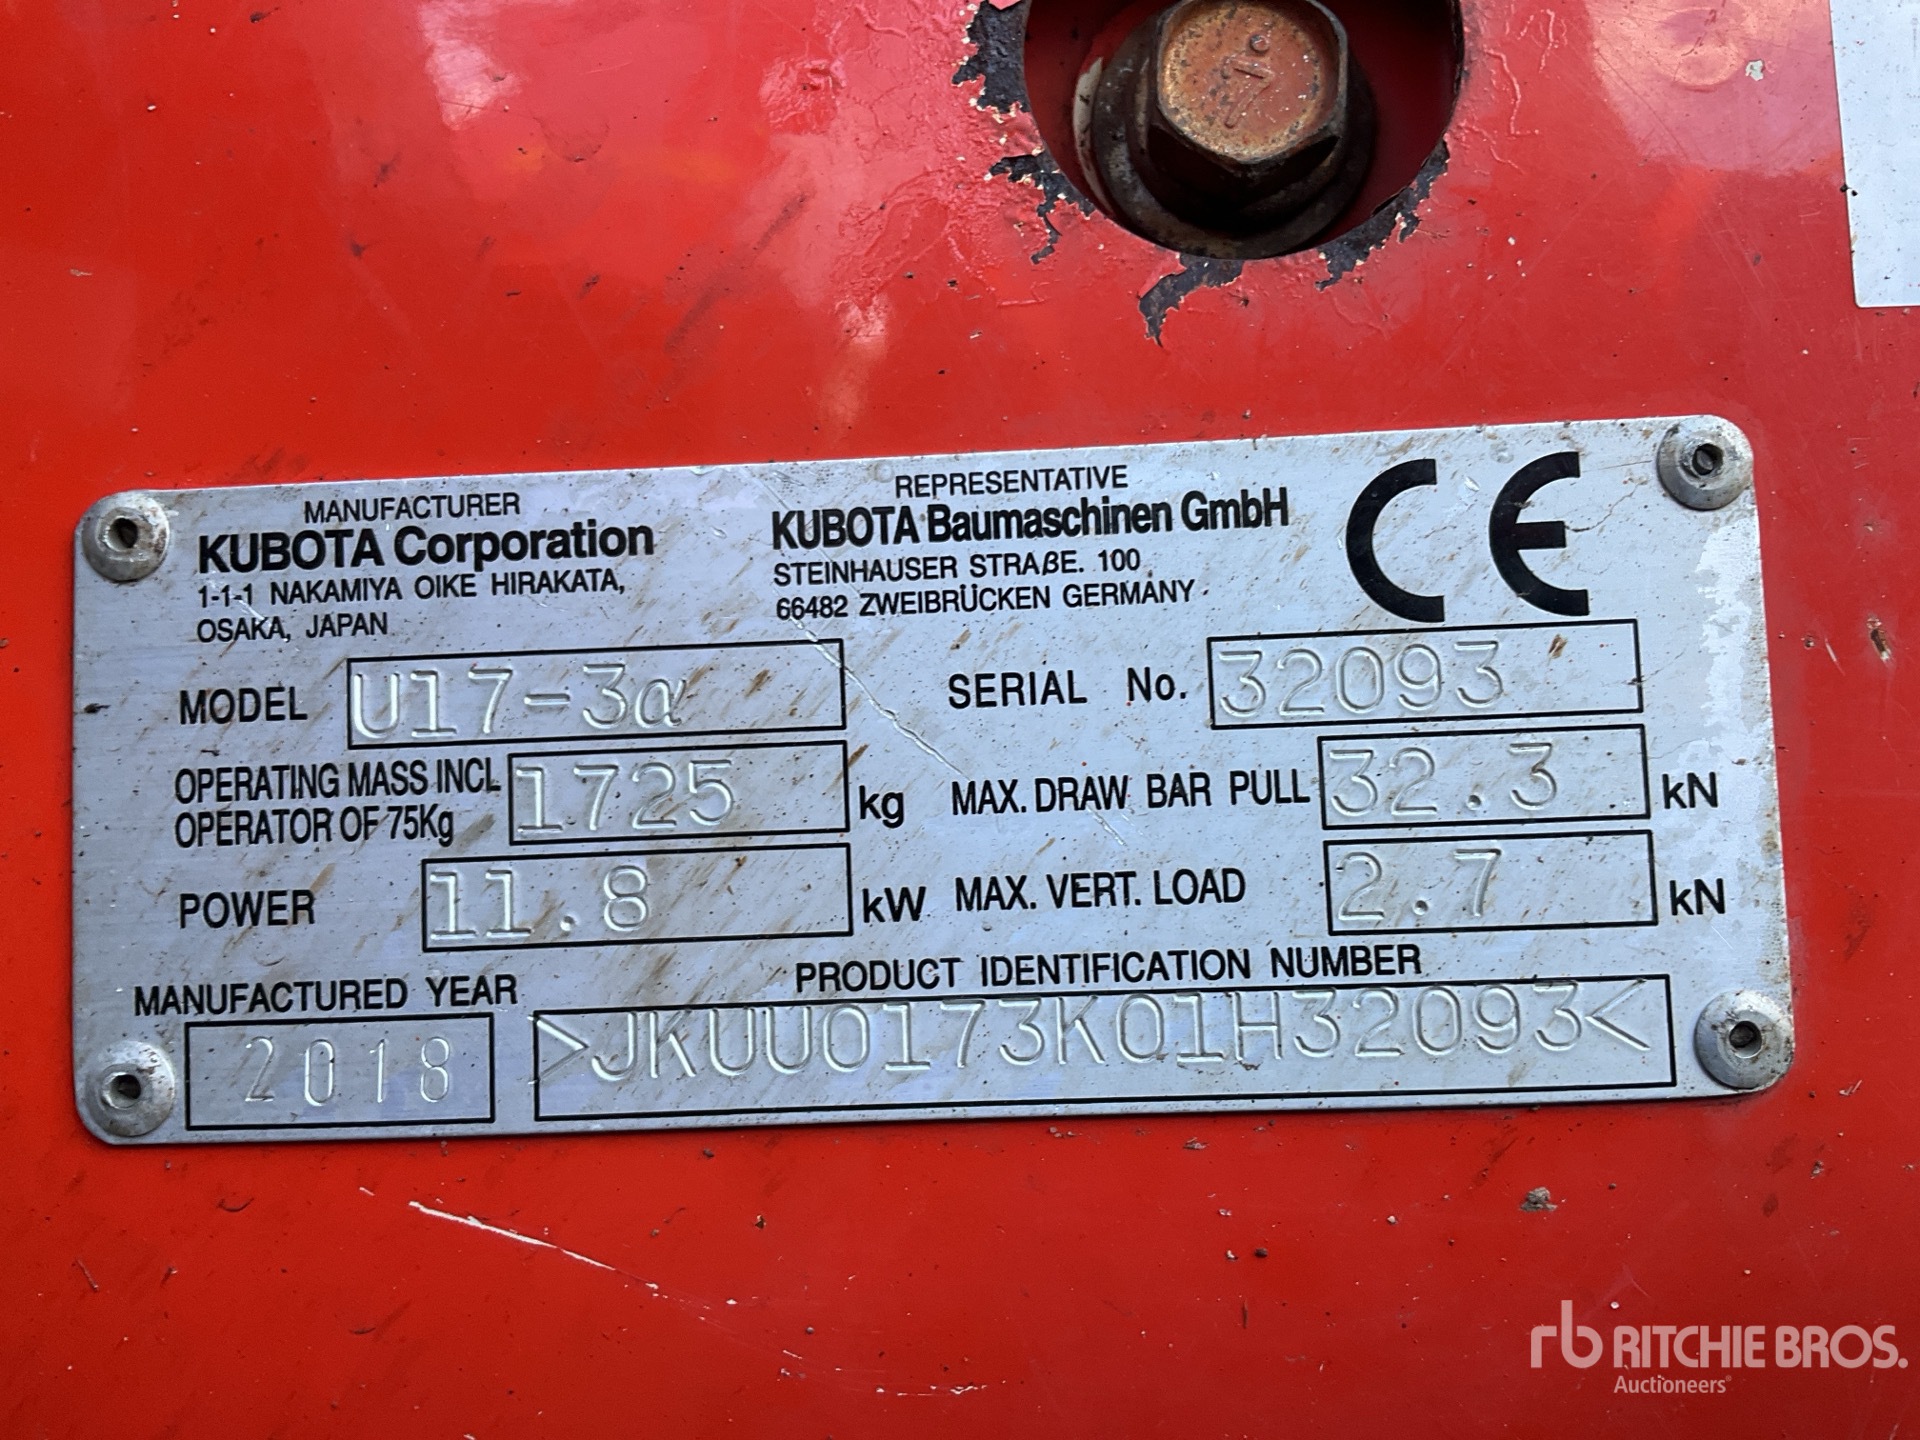 7
MANUFACTURER
KUBOTA Corporation
1-1-1 NAKAMIYA OIKE HIRAKATA,
OSAKA, JAPAN
REPRESENTATIVE
KUBOTA Baumaschinen GmbH
STEINHAUSER STRAßE. 100
66482 ZWEIBRÜCKEN GERMANY
CE
MODEL U17-3α
SERIAL No. 32093
OPERATING MASS INCL
OPERATOR OF 75Kg 1725 kg
MAX. DRAW BAR PULL 32.3 kN
POWER 11.8 kW
MAX. VERT. LOAD 2.7 kN
MANUFACTURED YEAR
2018
PRODUCT IDENTIFICATION NUMBER
>JKUU0173K01H32093<
rb RITCHIE BROS.
Auctioneers